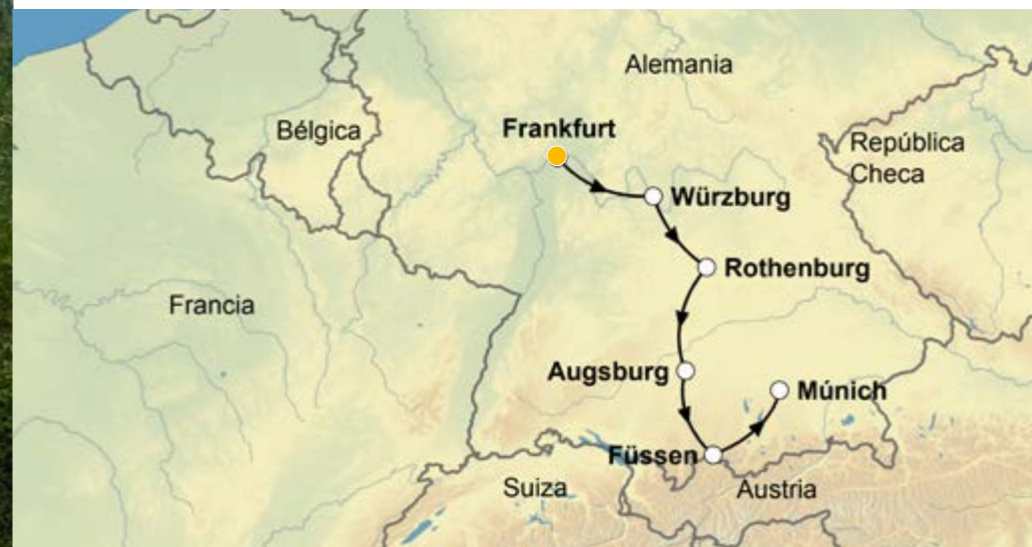 Alemania
Bélgica
Frankfurt
República
Checa
Würzburg
Rothenburg
Francia
Augsburg
Múnich
Füssen
Suiza
Austria